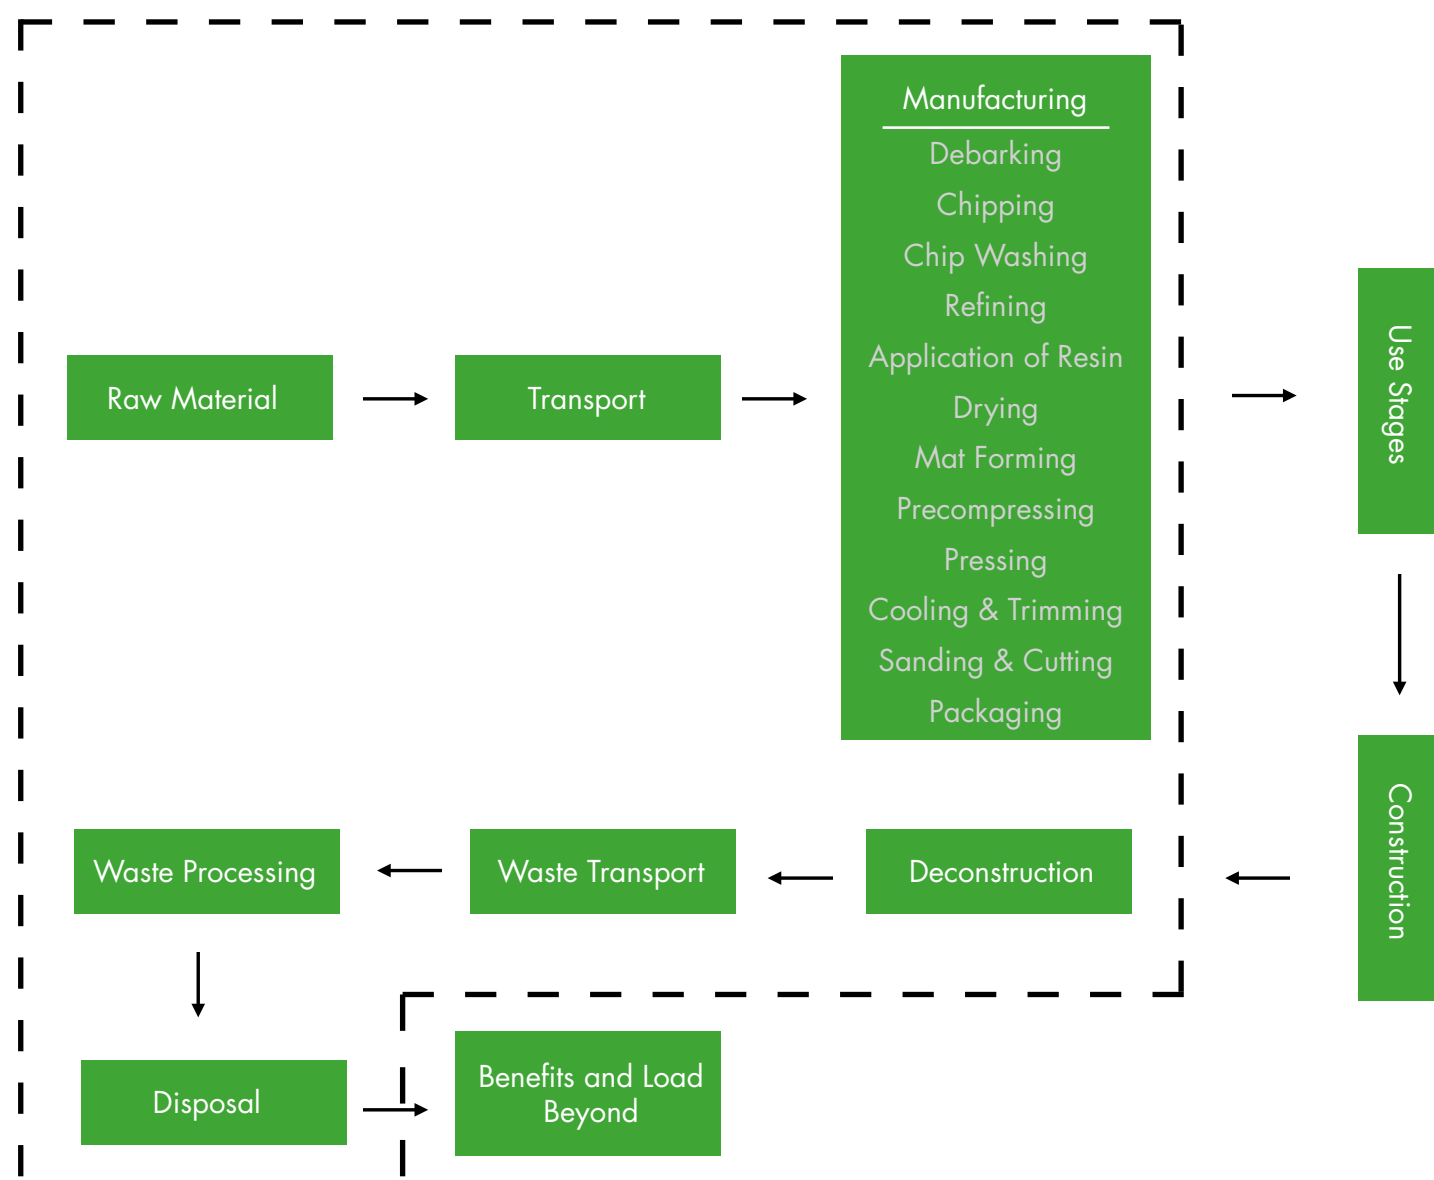 Manufacturing
Debarking
Chipping
Chip Washing
Refining
Application of Resin
Drying
Mat Forming
Precompressing
Pressing
Cooling & Trimming
Sanding & Cutting
Packaging
Raw Material
Transport
Use Stages
Construction
Waste Processing
Waste Transport
Deconstruction
Disposal
Benefits and Load
Beyond